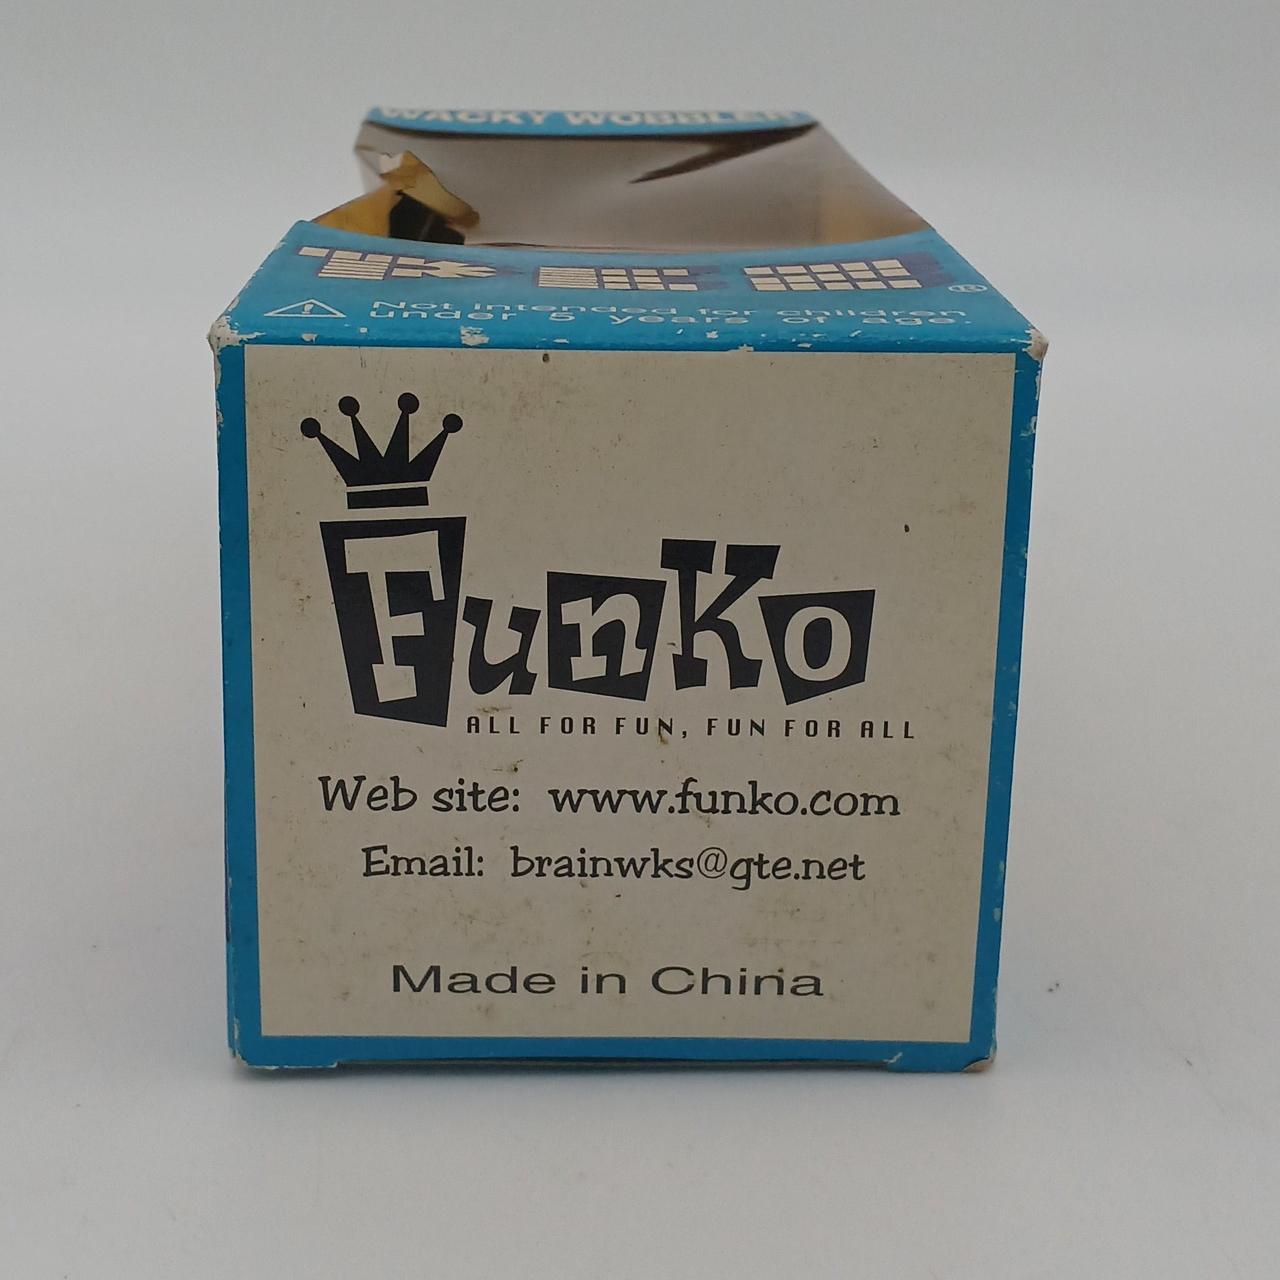 WACKY WOBBLER
PEZ
®
Not intended for children
under 5 years of age.
FunKo
ALL FOR FUN, FUN FOR ALL
Web site: www.funko.com
Email: brainwks@gte.net
Made in China